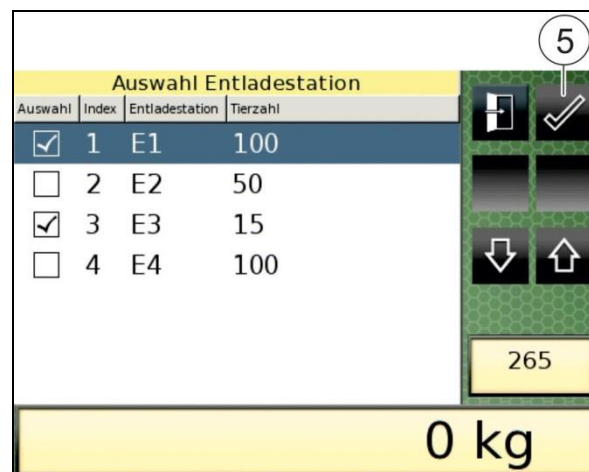 5
Auswahl Entladestation
Auswahl Index Entladestation Tierzahl
1 E1 100
2 E2 50
3 E3 15
4 E4 100
265
0 kg